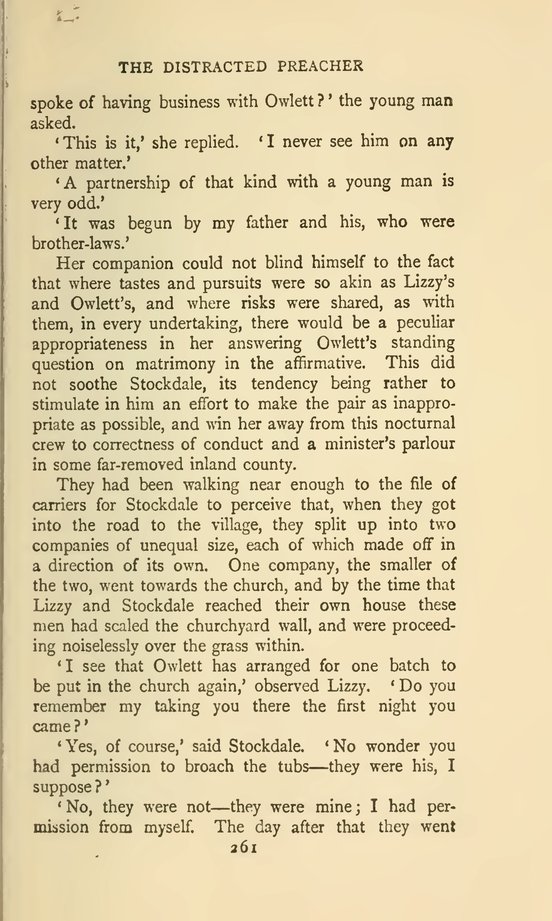 THE DISTRACTED PREACHER
spoke of having business with Owlett?’ the young man
asked.
‘This is it,’ she replied. ‘I never see him on any
other matter.’
‘A partnership of that kind with a young man is
very odd.’
‘It was begun by my father and his, who were
brother-laws.’
Her companion could not blind himself to the fact
that where tastes and pursuits were so akin as Lizzy’s
and Owlett’s, and where risks were shared, as with
them, in every undertaking, there would be a peculiar
appropriateness in her answering Owlett’s standing
question on matrimony in the affirmative. This did
not soothe Stockdale, its tendency being rather to
stimulate in him an effort to make the pair as inappro-
priate as possible, and win her away from this nocturnal
crew to correctness of conduct and a minister’s parlour
in some far-removed inland county.
They had been walking near enough to the file of
carriers for Stockdale to perceive that, when they got
into the road to the village, they split up into two
companies of unequal size, each of which made off in
a direction of its own. One company, the smaller of
the two, went towards the church, and by the time that
Lizzy and Stockdale reached their own house these
men had scaled the churchyard wall, and were proceed-
ing noiselessly over the grass within.
‘I see that Owlett has arranged for one batch to
be put in the church again,’ observed Lizzy. ‘Do you
remember my taking you there the first night you
came?’
‘Yes, of course,’ said Stockdale. ‘No wonder you
had permission to broach the tubs—they were his, I
suppose?’
‘No, they were not—they were mine; I had per-
mission from myself. The day after that they went
261